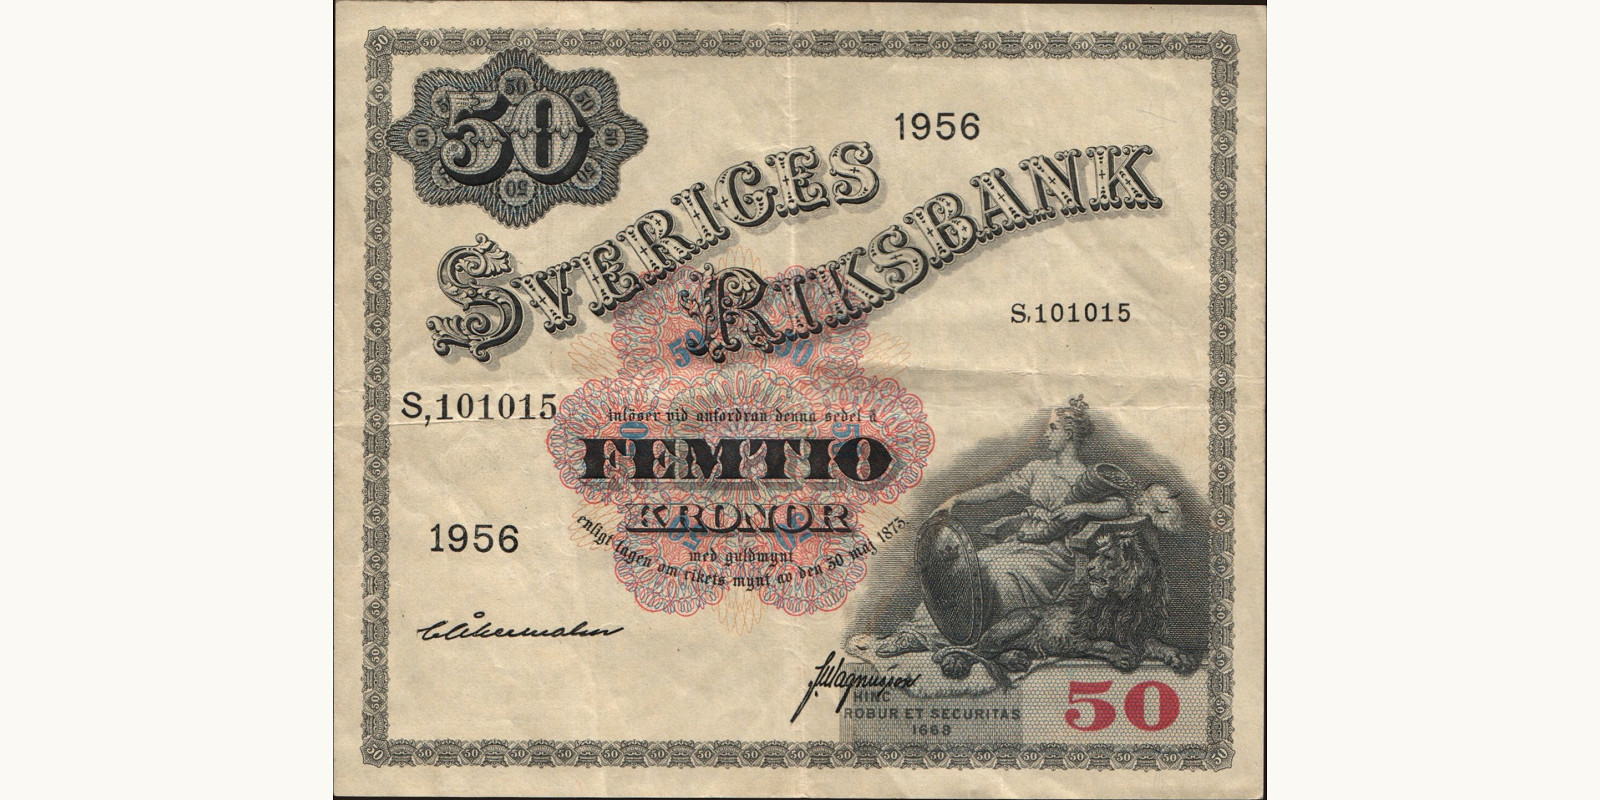 50
1956
SVERIGES
RIKSBANK
S,101015
S,101015
inlöser vid anfordran denna sedel å
FEMTIO
KRONOR
med guldmynt
enligt lagen om rikets mynt av den 30 maj 1873.
1956
HINC
ROBUR ET SECURITAS
1668
50